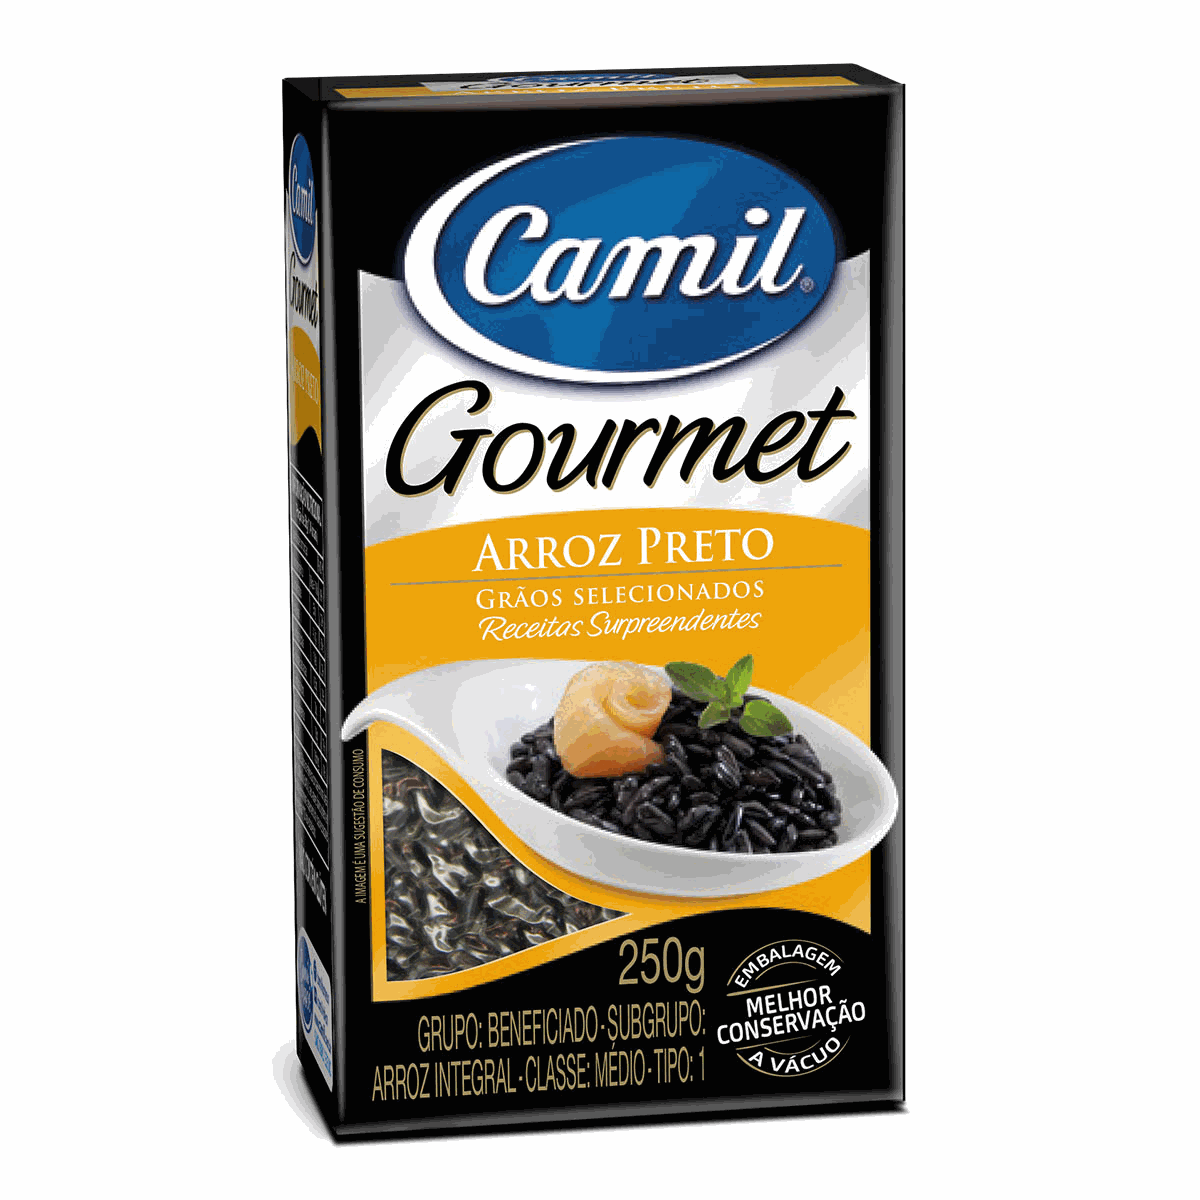 Gourmet
Camil®
Gourmet
ARROZ PRETO
GRÃOS SELECIONADOS
Receitas Surpreendentes
A IMAGEM É UMA SUGESTÃO DE CONSUMO
250g
GRUPO: BENEFICIADO - SUBGRUPO:
ARROZ INTEGRAL - CLASSE: MÉDIO - TIPO: 1
EMBALAGEM
MELHOR
CONSERVAÇÃO
A VÁCUO
Camil
Gourmet
ARROZ PRETO